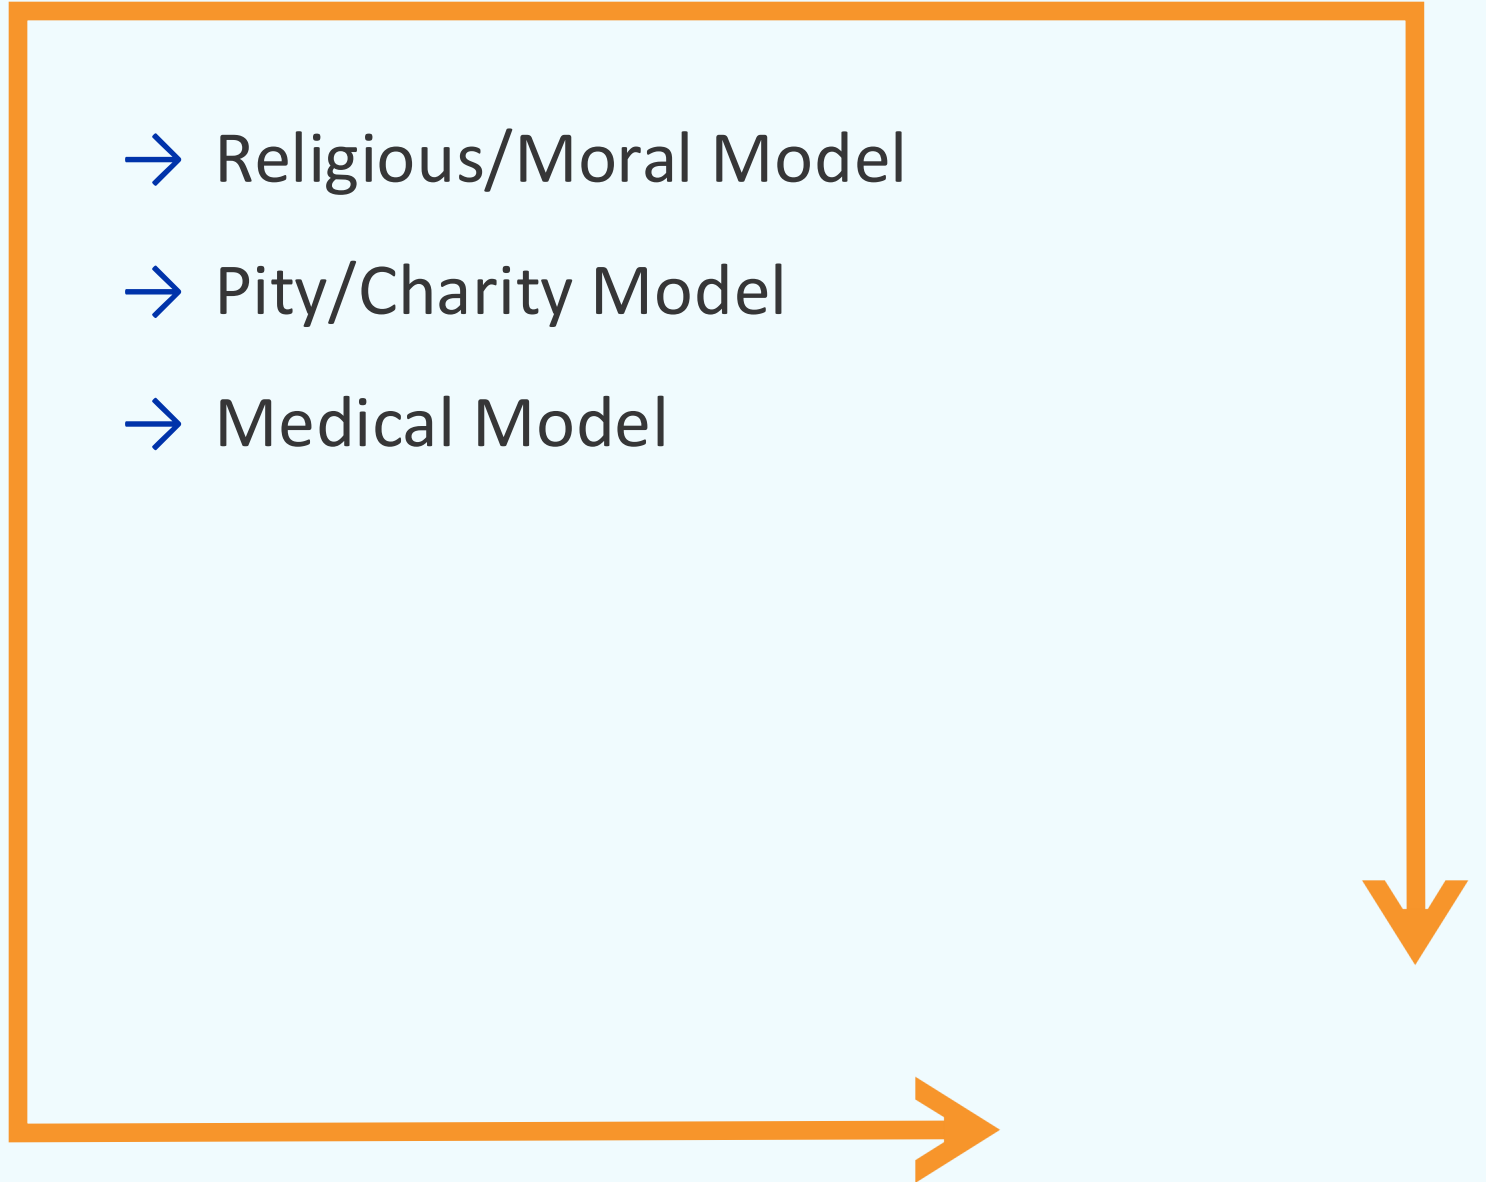 → Religious/Moral Model
→ Pity/Charity Model
→ Medical Model